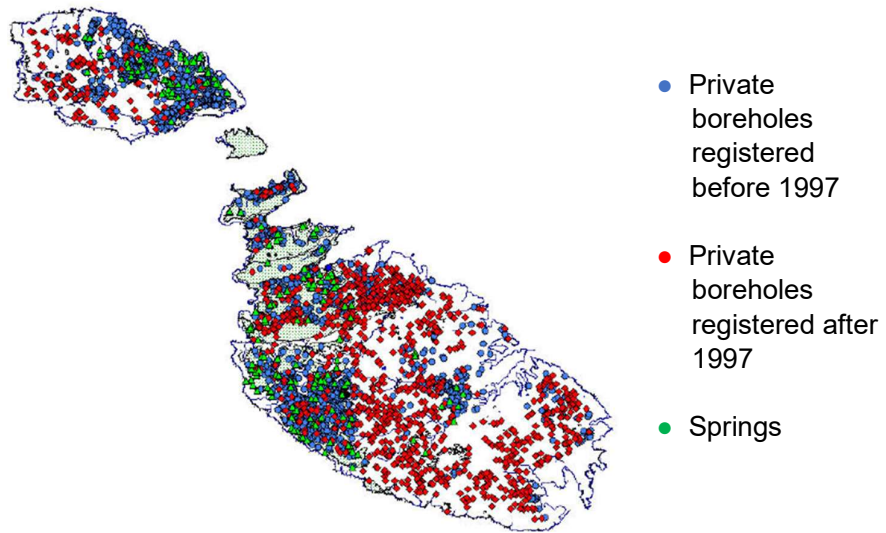 Private
boreholes
registered
before 1997
Private
boreholes
registered after
1997
Springs